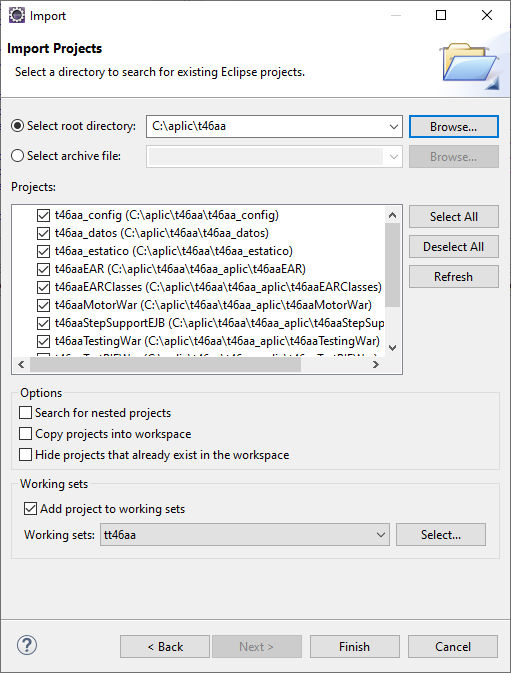 Import
Import Projects
Select a directory to search for existing Eclipse projects.
Select root directory: C:\aplic\t46aa Browse...
Select archive file: Browse...
Projects:
t46aa_config (C:\aplic\t46aa\t46aa_config)
t46aa_datos (C:\aplic\t46aa\t46aa_datos)
t46aa_estatico (C:\aplic\t46aa\t46aa_estatico)
t46aaEAR (C:\aplic\t46aa\t46aa_aplic\t46aaEAR)
t46aaEARClasses (C:\aplic\t46aa\t46aa_aplic\t46aaEARClasses)
t46aaMotorWar (C:\aplic\t46aa\t46aa_aplic\t46aaMotorWar)
t46aaStepSupportEJB (C:\aplic\t46aa\t46aa_aplic\t46aaStepSup
t46aaTestingWar (C:\aplic\t46aa\t46aa_aplic\t46aaTestingWar)
Select All
Deselect All
Refresh
Options
Search for nested projects
Copy projects into workspace
Hide projects that already exist in the workspace
Working sets
Add project to working sets
Working sets: tt46aa Select...
? < Back Next > Finish Cancel